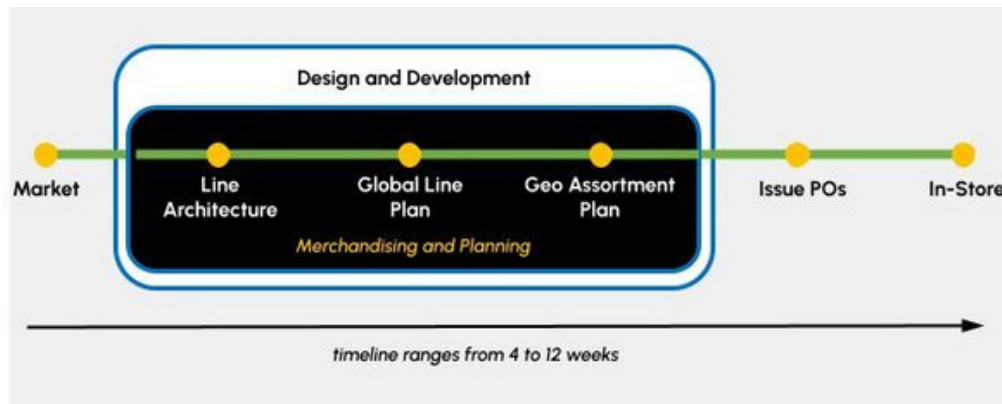 Design and Development
Market
Line
Architecture
Global Line
Plan
Geo Assortment
Plan
Issue POs
In-Store
Merchandising and Planning
timeline ranges from 4 to 12 weeks